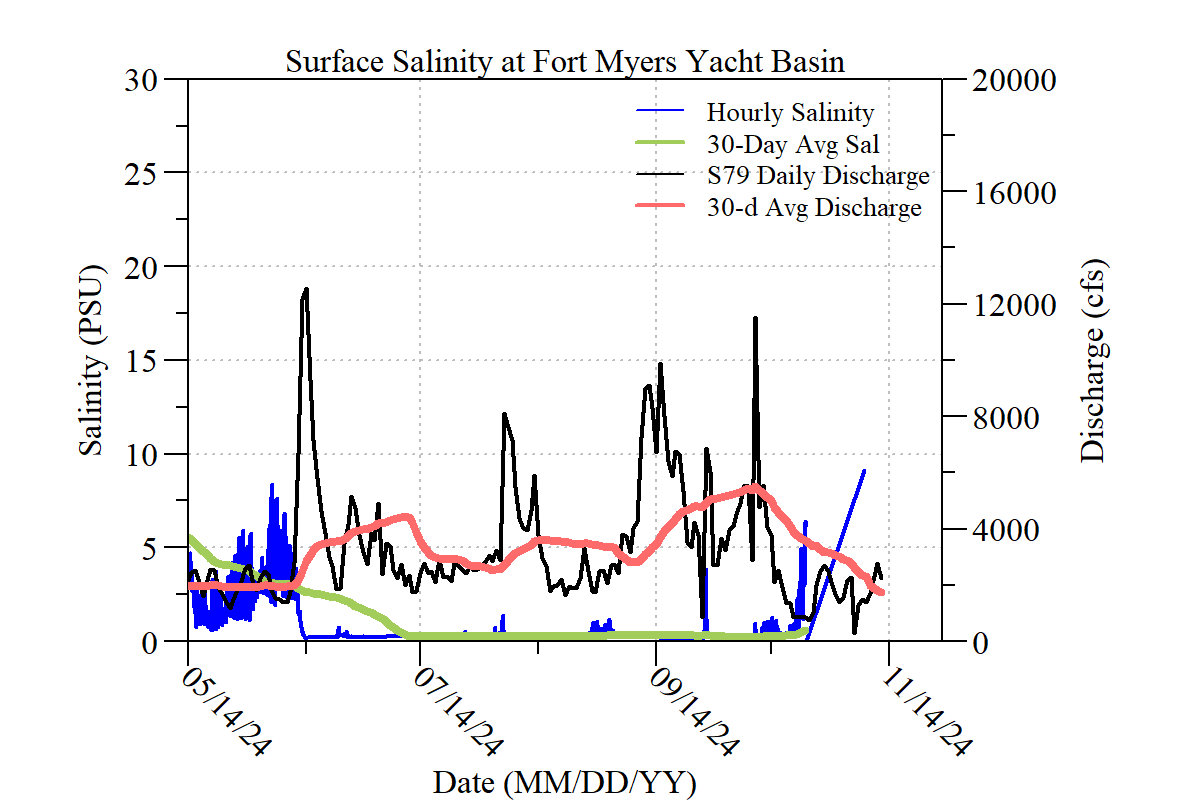 Surface Salinity at Fort Myers Yacht Basin
30
25
20
15
10
5
0
Salinity (PSU)
Hourly Salinity
30-Day Avg Sal
S79 Daily Discharge
30-d Avg Discharge
20000
16000
12000
8000
4000
0
Discharge (cfs)
05/14/24
07/14/24
09/14/24
11/14/24
Date (MM/DD/YY)